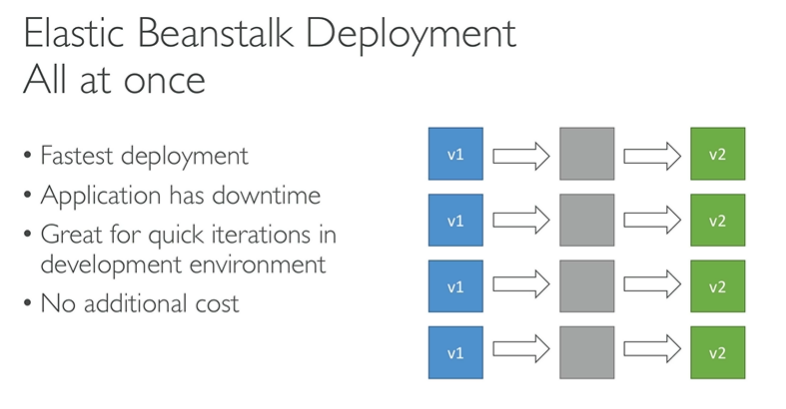 Elastic Beanstalk Deployment
All at once
• Fastest deployment
• Application has downtime
• Great for quick iterations in
development environment
• No additional cost
v1 v2
v1 v2
v1 v2
v1 v2